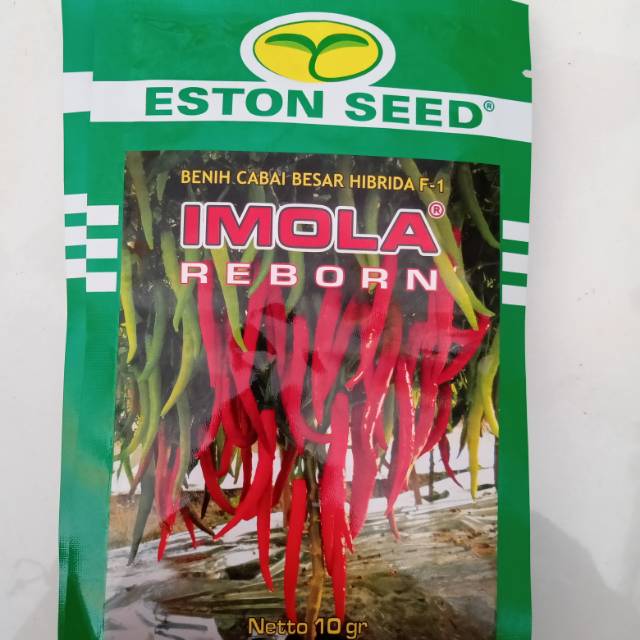 ESTON SEED®
BENIH CABAI BESAR HIBRIDA F-1
IMOLA®
REBORN
Netto 10 gr